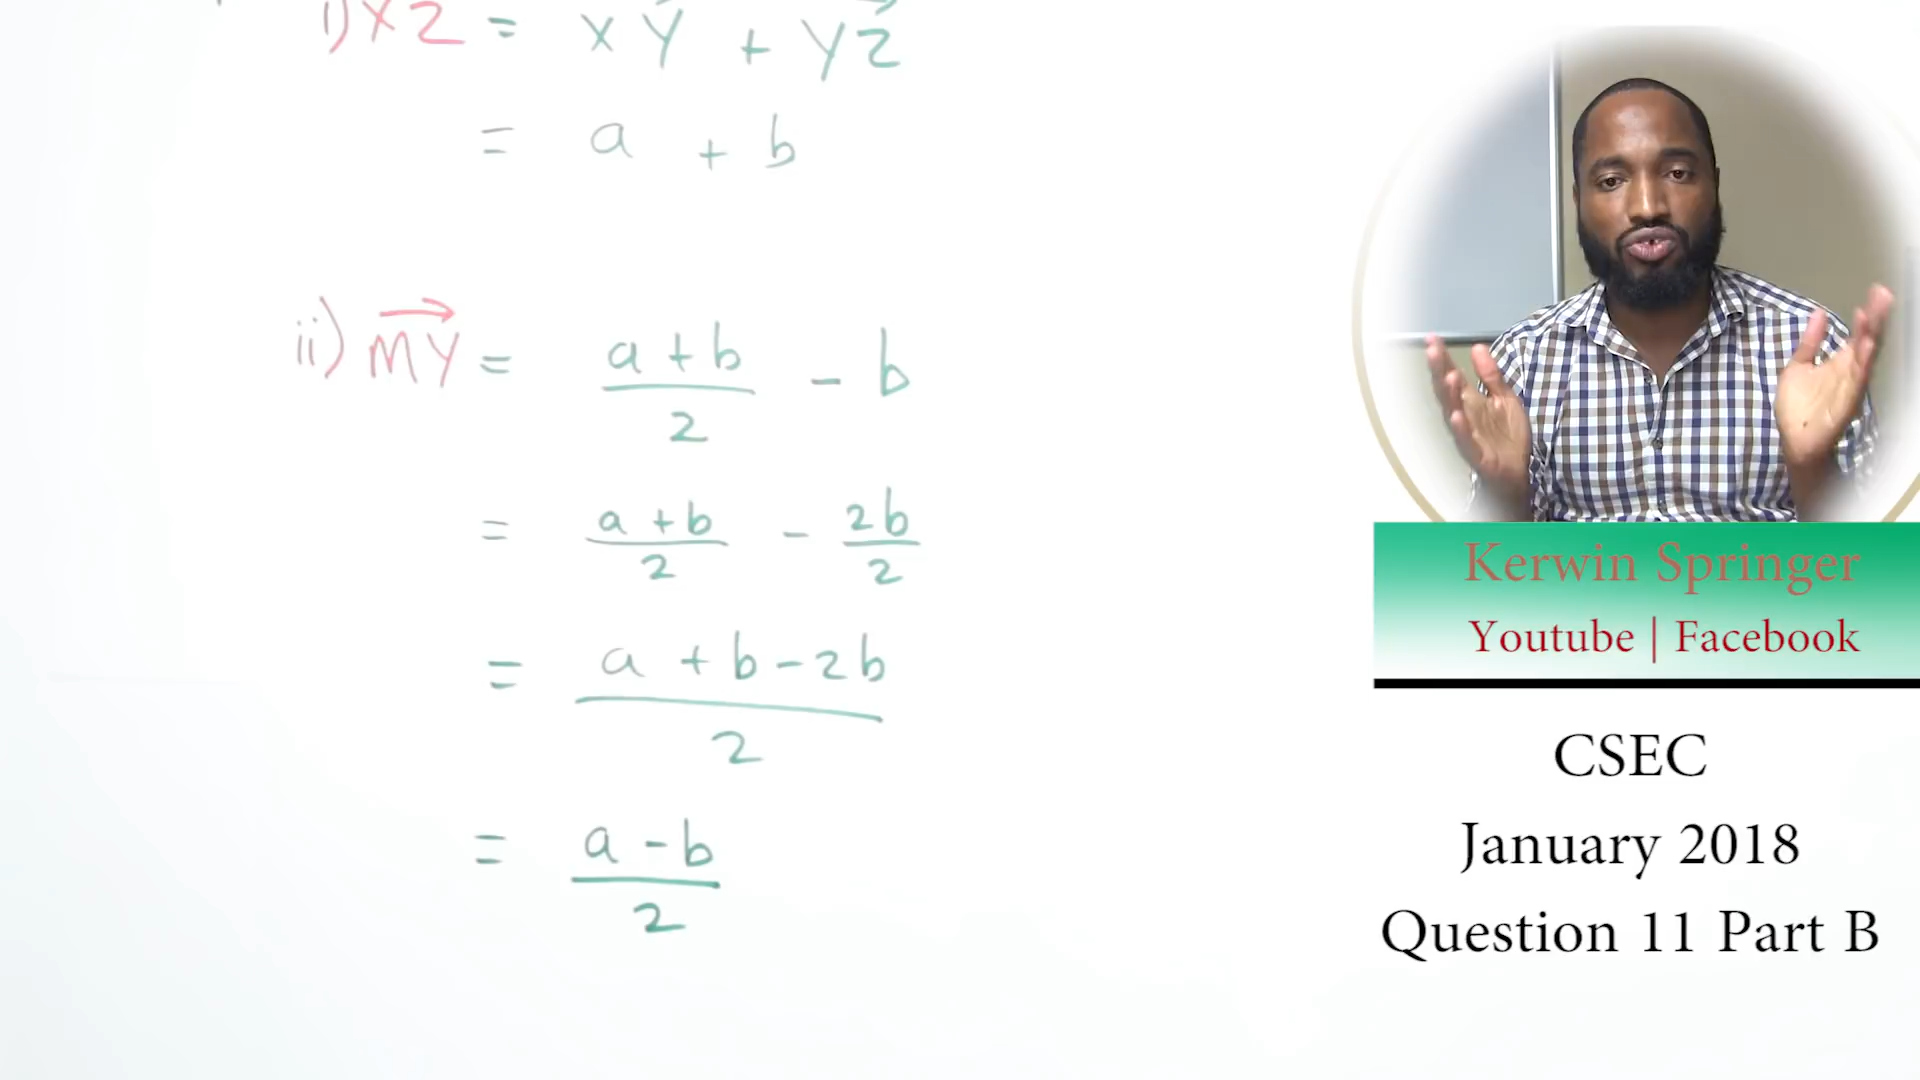 i) XZ = XY + YZ
= a + b
ii) MY = a + b / 2 - b
= a + b / 2 - 2b / 2
= a + b - 2b / 2
= a - b / 2
Kerwin Springer
Youtube | Facebook
CSEC
January 2018
Question 11 Part B